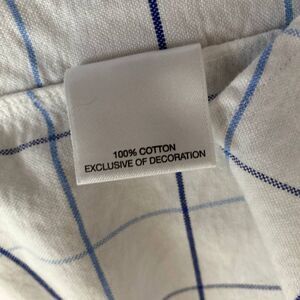 100% COTTON
EXCLUSIVE OF DECORATION